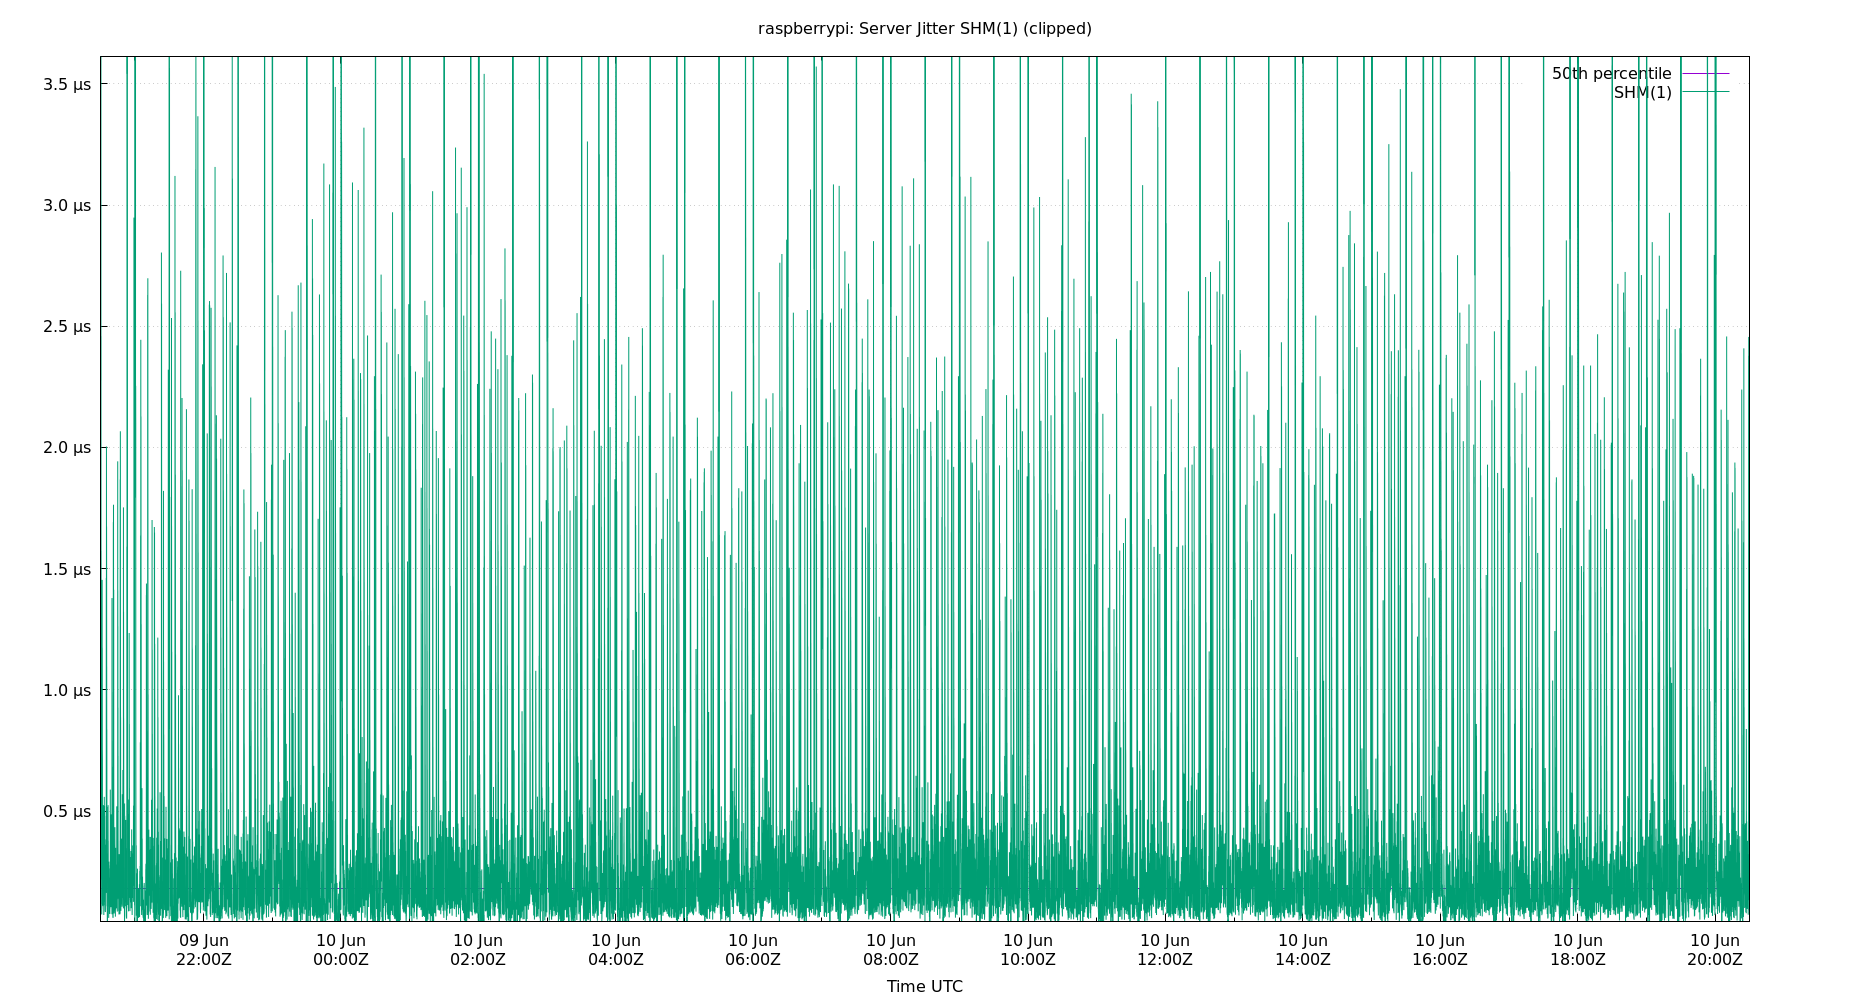 raspberrypi: Server Jitter SHM(1) (clipped)
50th percentile
SHM(1)
3.5 µs
3.0 µs
2.5 µs
2.0 µs
1.5 µs
1.0 µs
0.5 µs
09 Jun 10 Jun 10 Jun 10 Jun 10 Jun 10 Jun 10 Jun 10 Jun 10 Jun 10 Jun 10 Jun 10 Jun
22:00Z 00:00Z 02:00Z 04:00Z 06:00Z 08:00Z 10:00Z 12:00Z 14:00Z 16:00Z 18:00Z 20:00Z
Time UTC